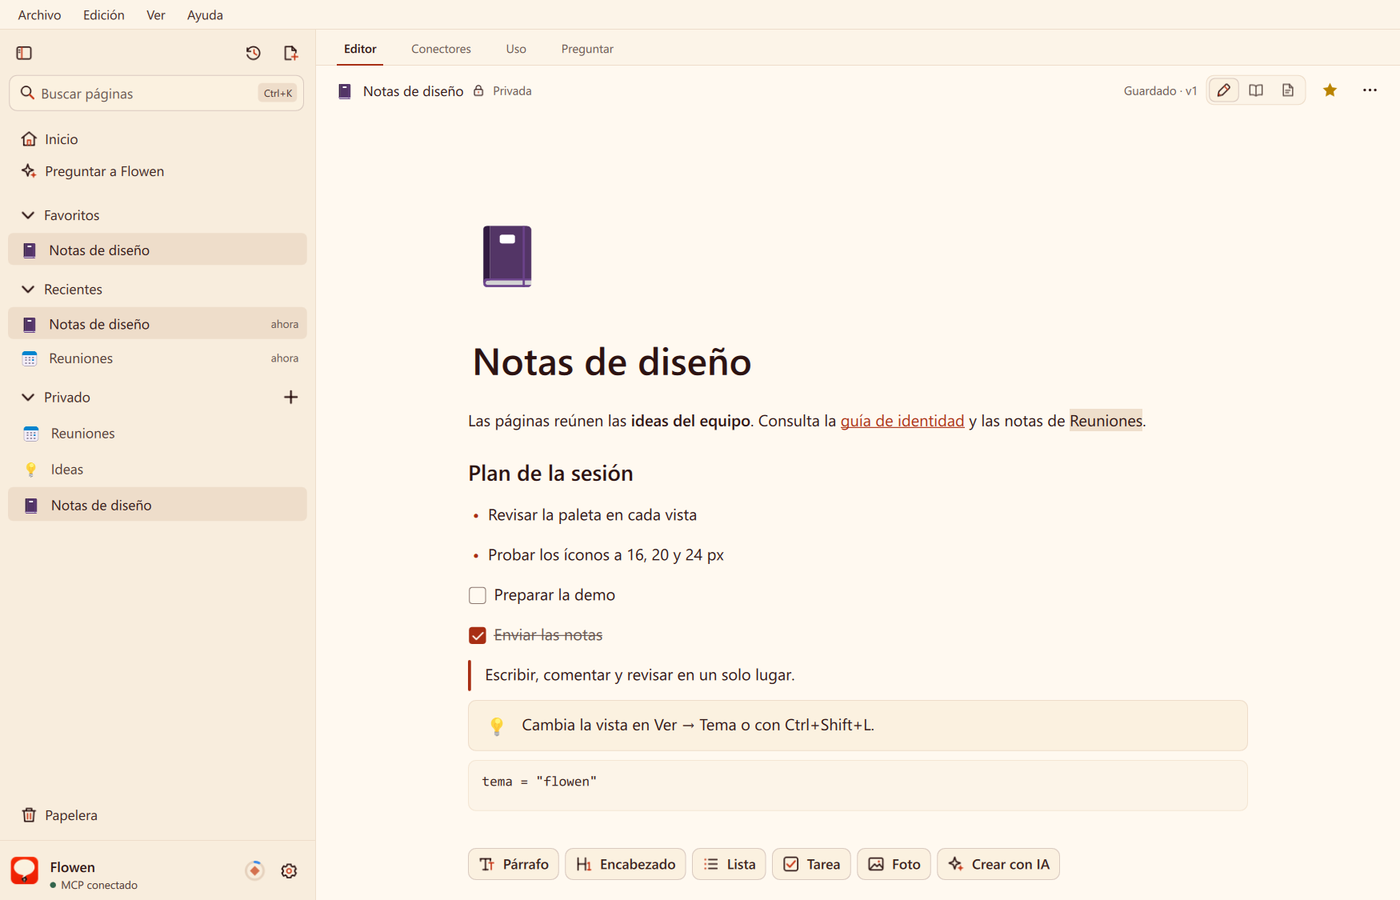 Archivo Edición Ver Ayuda
Buscar páginas Ctrl+K
Inicio
Preguntar a Flowen
Favoritos
Notas de diseño
Recientes
Notas de diseño ahora
Reuniones ahora
Privado
Reuniones
Ideas
Notas de diseño
Papelera
Flowen
MCP conectado
Editor Conectores Uso Preguntar
Notas de diseño Privada Guardado · v1
Notas de diseño
Las páginas reúnen las ideas del equipo. Consulta la guía de identidad y las notas de Reuniones.
Plan de la sesión
• Revisar la paleta en cada vista
• Probar los íconos a 16, 20 y 24 px
Preparar la demo
Enviar las notas
Escribir, comentar y revisar en un solo lugar.
Cambia la vista en Ver → Tema o con Ctrl+Shift+L.
tema = "flowen"
Párrafo Encabezado Lista Tarea Foto Crear con IA